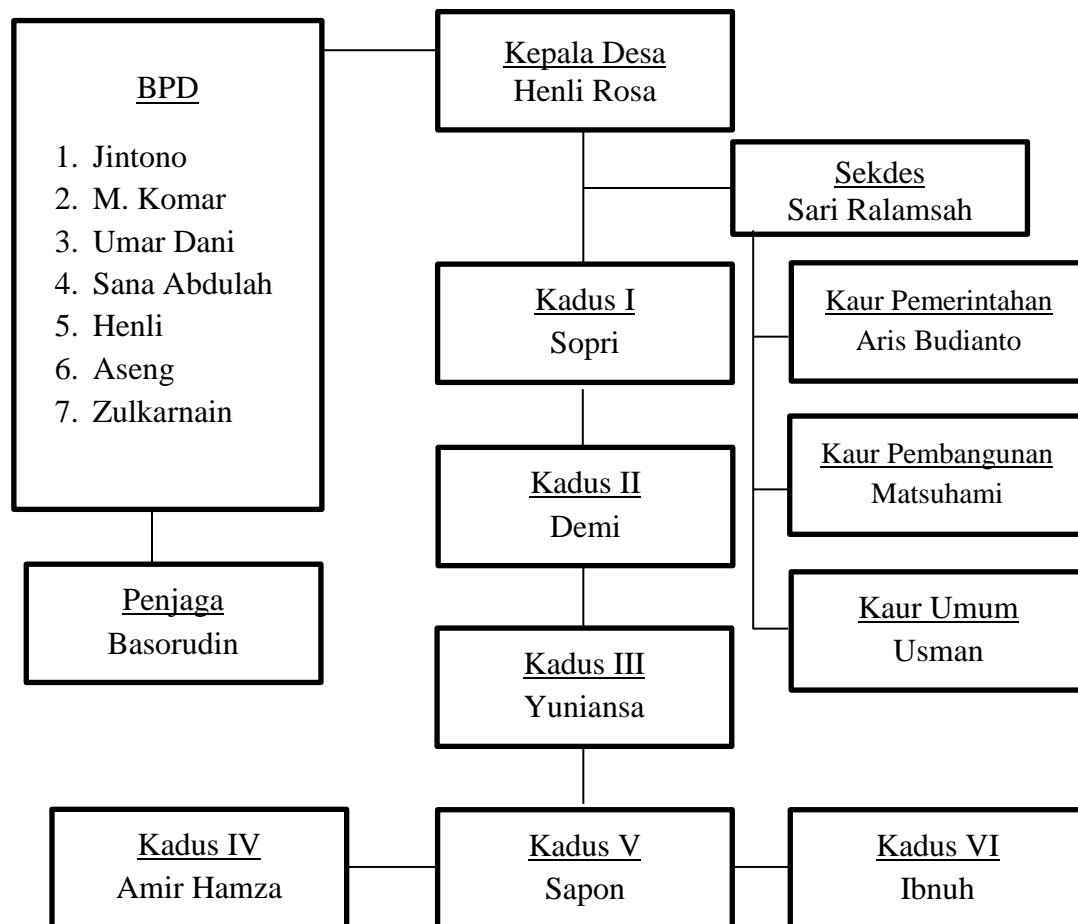 BPD
1. Jintono
2. M. Komar
3. Umar Dani
4. Sana Abdulah
5. Henli
6. Aseng
7. Zulkarnain
Kepala Desa
Henli Rosa
Sekdes
Sari Ralamsah
Kadus I
Sopri
Kaur Pemerintahan
Aris Budianto
Kadus II
Demi
Kaur Pembangunan
Matsuhami
Penjaga
Basorudin
Kadus III
Yuniansa
Kaur Umum
Usman
Kadus IV
Amir Hamza
Kadus V
Sapon
Kadus VI
Ibnuh